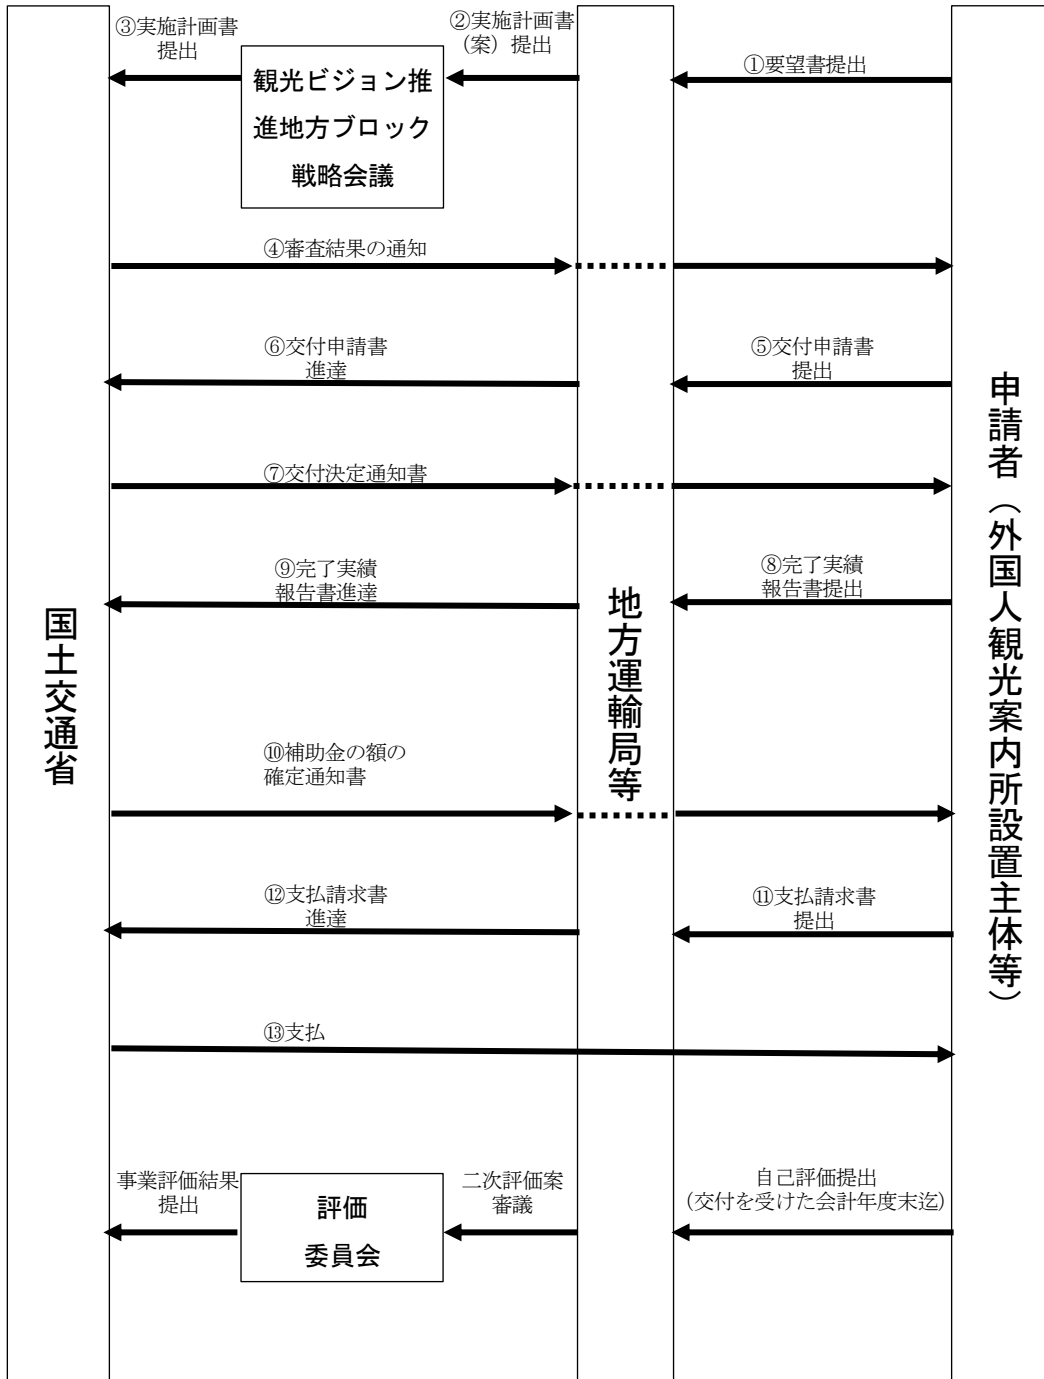 ③実施計画書
提出
②実施計画書
（案）提出
①要望書提出
観光ビジョン推
進地方ブロック
戦略会議
④審査結果の通知
⑥交付申請書
進達
⑤交付申請書
提出
⑦交付決定通知書
⑨完了実績
報告書進達
⑧完了実績
報告書提出
国土交通省
地方運輸局等
申請者（外国人観光案内所設置主体等）
⑩補助金の額の
確定通知書
⑫支払請求書
進達
⑪支払請求書
提出
⑬支払
事業評価結果
提出
評価
委員会
二次評価案
審議
自己評価提出
（交付を受けた会計年度末迄）